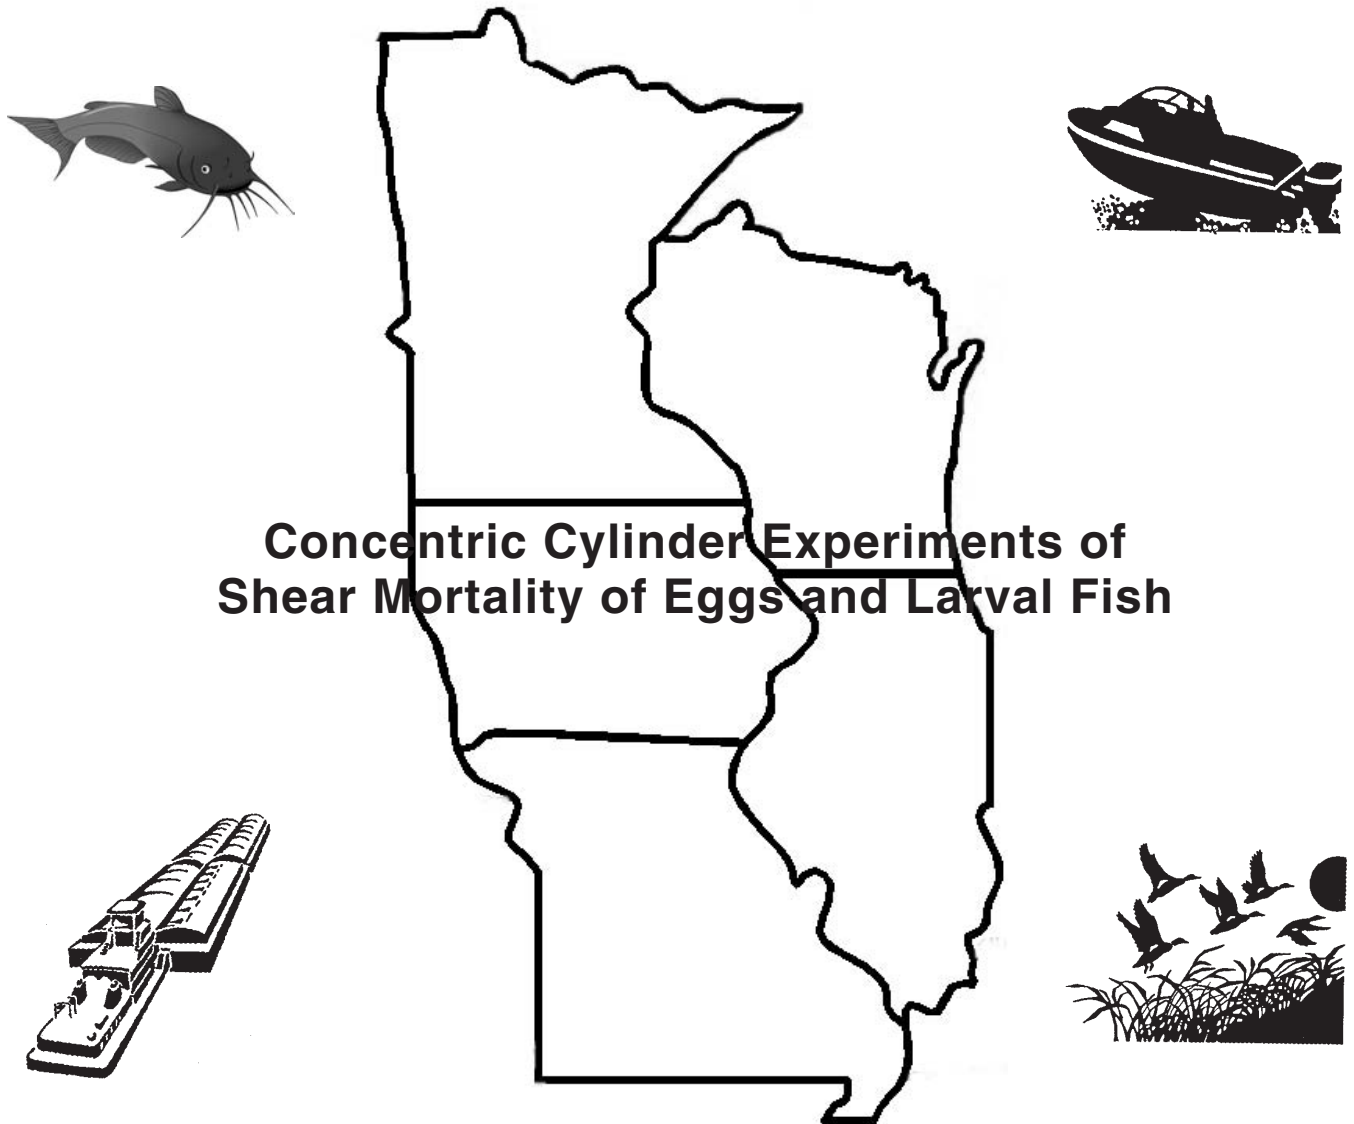 Concentric Cylinder Experiments of
Shear Mortality of Eggs and Larval Fish